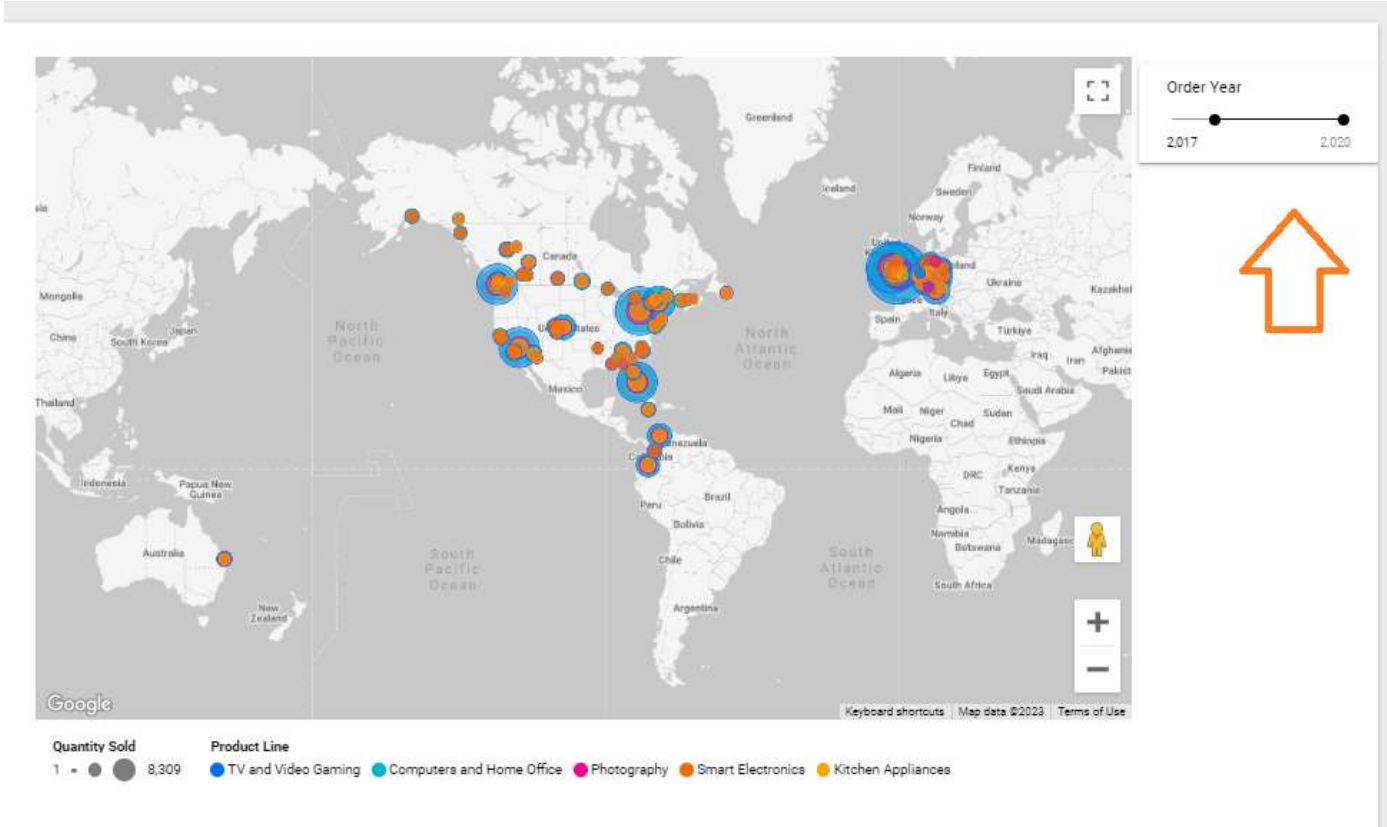 Order Year
2,017 2,020
Greenland
Finland
Iceland
Sweden
Norway
Canada
Ukraine
Mongolia
Kazakhst
Spain
Italy
China
South Korea
Japan
North
Pacific
Ocean
North
Atlantic
Ocean
Türkiye
Iraq
Iran
Afghanis
Pakist
Algeria
Libya
Egypt
Saudi Arabia
Mexico
Thailand
Mali
Niger
Chad
Sudan
Nigeria
Ethiopia
Indonesia
Papua New
Guinea
DRC
Kenya
Tanzania
Peru
Brazil
Angola
Bolivia
Namibia
Botswana
Madagasc
Australia
South
Pacific
Ocean
Chile
South
Atlantic
Ocean
South Africa
New
Zealand
Argentina
Google
Keyboard shortcuts Map data ©2023 Terms of Use
Quantity Sold Product Line
1 8,309 TV and Video Gaming Computers and Home Office Photography Smart Electronics Kitchen Appliances